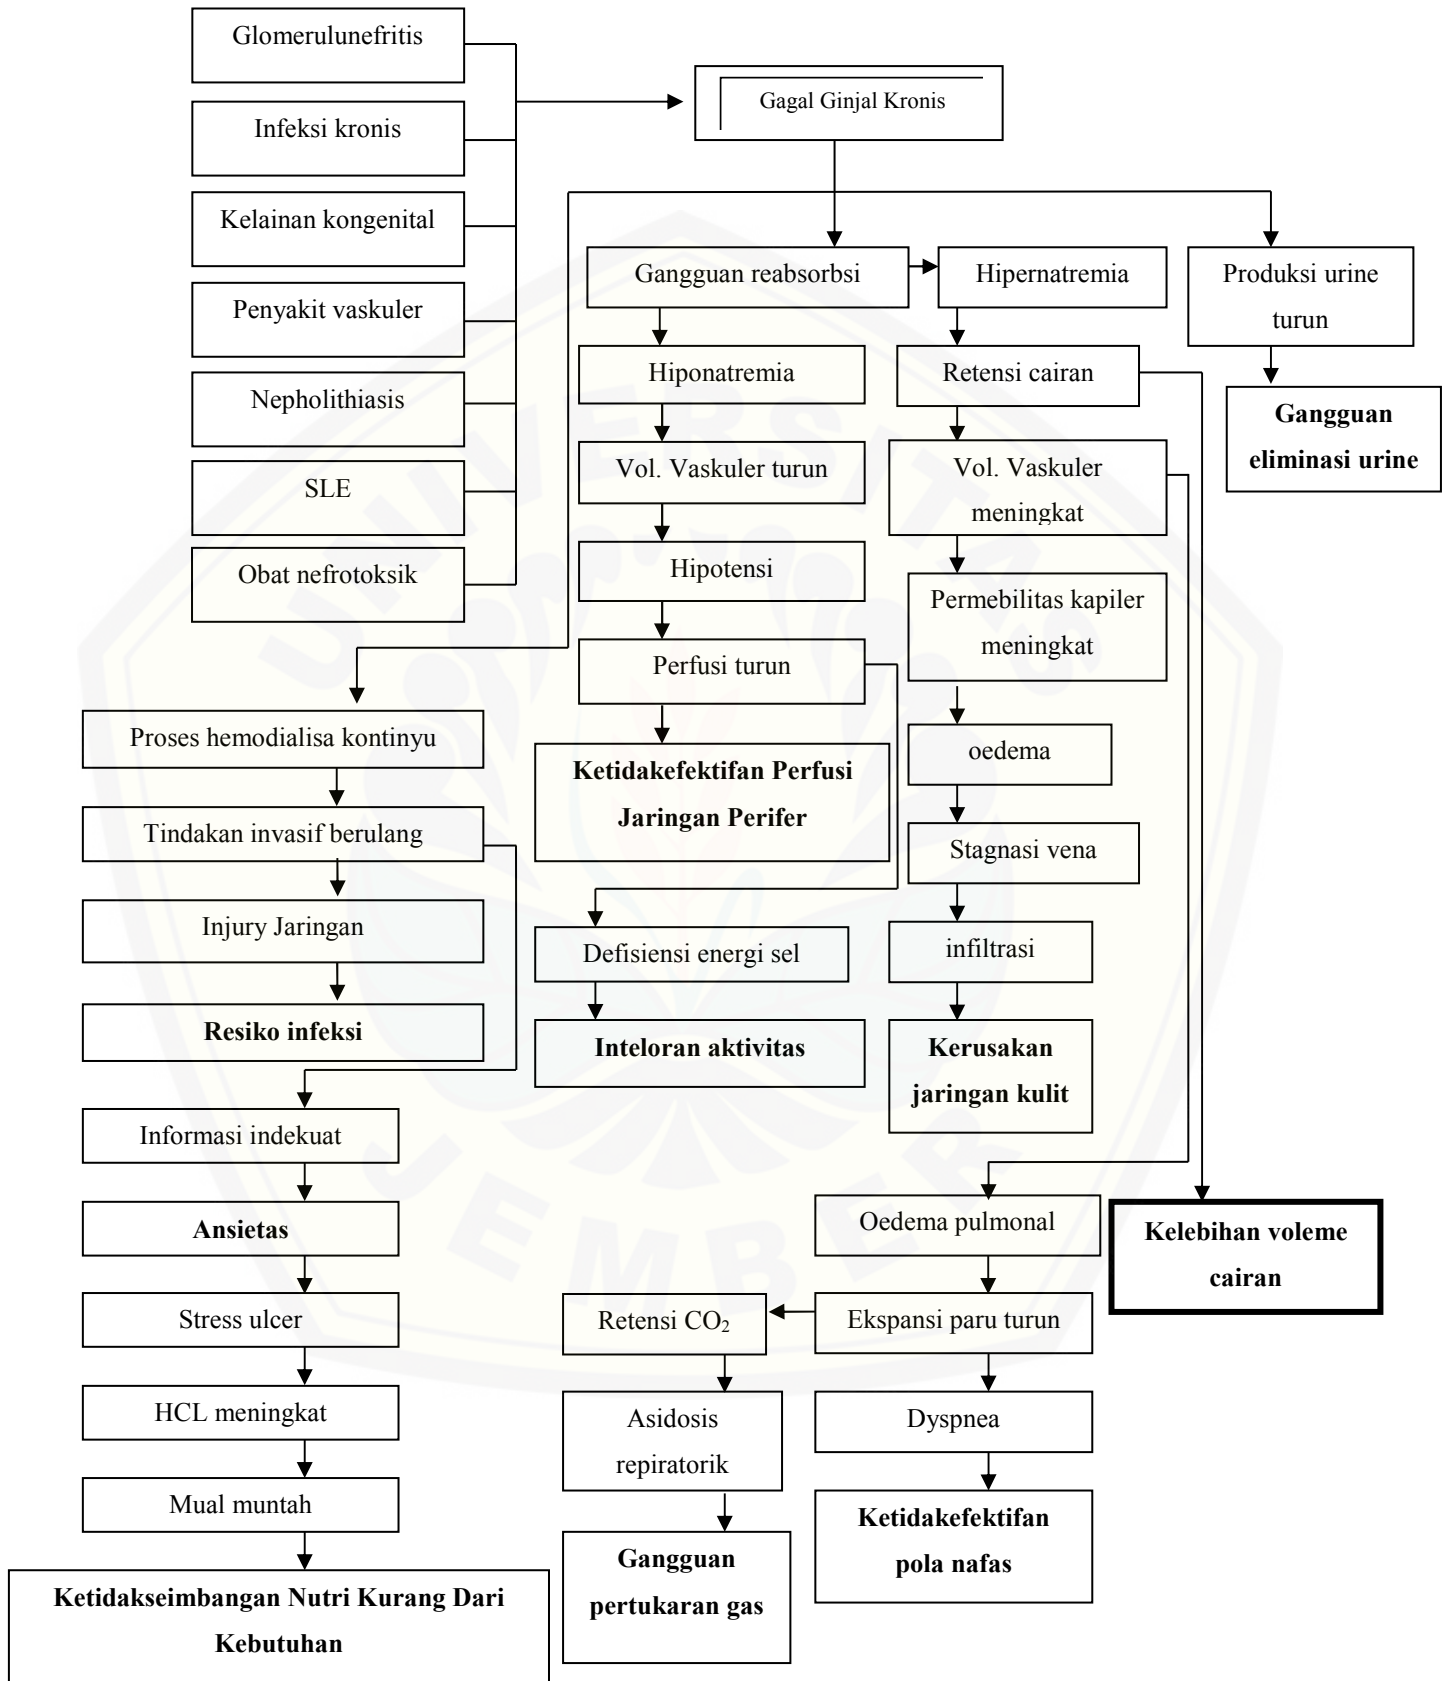 Glomerulunefritis
Infeksi kronis
Kelainan kongenital
Penyakit vaskuler
Nepholithiasis
SLE
Obat nefrotoksik
Gagal Ginjal Kronis
Gangguan reabsorbsi
Hipernatremia
Produksi urine
turun
Hiponatremia
Retensi cairan
Gangguan
eliminasi urine
Vol. Vaskuler turun
Vol. Vaskuler
meningkat
Hipotensi
Permebilitas kapiler
meningkat
Perfusi turun
Proses hemodialisa kontinyu
Ketidakefektifan Perfusi
Jaringan Perifer
oedema
Tindakan invasif berulang
Stagnasi vena
Injury Jaringan
Defisiensi energi sel
infiltrasi
Resiko infeksi
Inteloran aktivitas
Kerusakan
jaringan kulit
Informasi indekuat
Ansietas
Oedema pulmonal
Kelebihan voleme
cairan
Stress ulcer
Retensi CO₂
Ekspansi paru turun
HCL meningkat
Asidosis
repiratorik
Dyspnea
Mual muntah
Ketidakefektifan
pola nafas
Gangguan
pertukaran gas
Ketidakseimbangan Nutri Kurang Dari
Kebutuhan
UNIVERSITAS
JEMBER